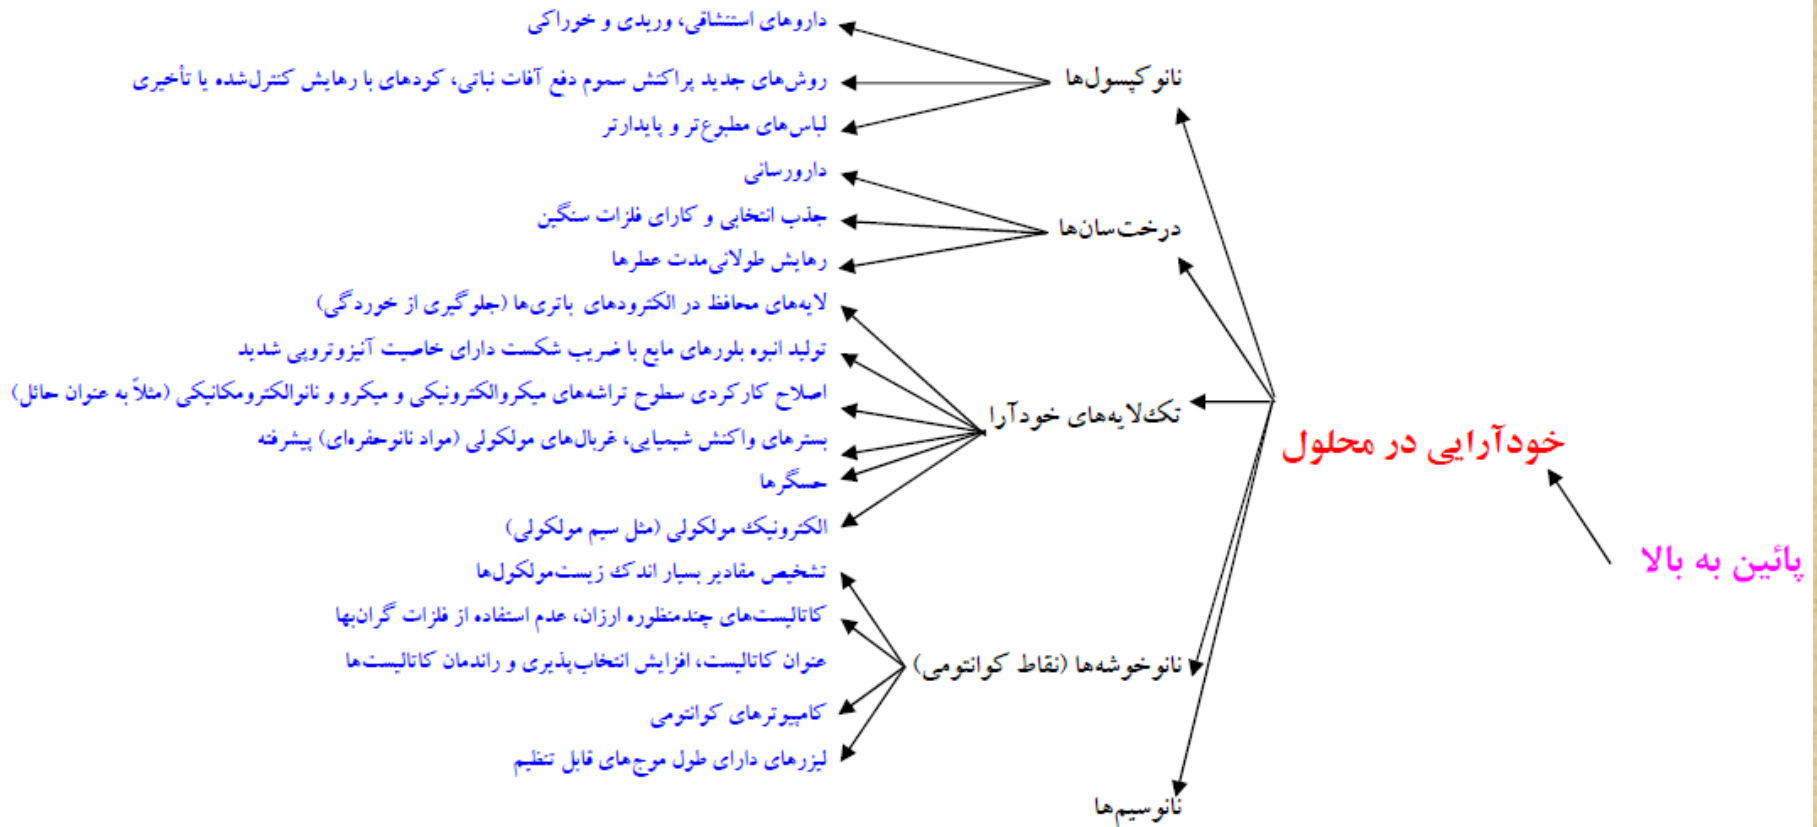 پائین به بالا
خودآرایی در محلول
نانوکپسول‌ها
داروهای استنشاقی، وریدی و خوراکی
روش‌های جدید پراکنش سموم دفع آفات نباتی، کودهای با رهایش کنترل‌شده یا تأخیری
لباس‌های مطبوع‌تر و پایدارتر
درخت‌سان‌ها
دارورسانی
جذب انتخابی و کارای فلزات سنگین
رهایش طولانی‌مدت عطرها
تک‌لایه‌های خودآرا
لایه‌های محافظ در الکترودهای باتری‌ها (جلوگیری از خوردگی)
تولید انبوه بلورهای مایع با ضریب شکست دارای خاصیت آنیزوتروپی شدید
اصلاح کارکردی سطوح تراشه‌های میکروالکترونیکی و میکرو و نانوالکترومکانیکی (مثلاً به عنوان حائل)
بسترهای واکنش شیمیایی، غربال‌های مولکولی (مواد نانوحفره‌ای) پیشرفته
حسگرها
الکترونیک مولکولی (مثل سیم مولکولی)
نانوخوشه‌ها (نقاط کوانتومی)
تشخیص مقادیر بسیار اندک زیست‌مولکول‌ها
کاتالیست‌های چندمنظوره ارزان، عدم استفاده از فلزات گران‌بها
عنوان کاتالیست، افزایش انتخاب‌پذیری و راندمان کاتالیست‌ها
کامپیوترهای کوانتومی
لیزرهای دارای طول موج‌های قابل تنظیم
نانوسیم‌ها